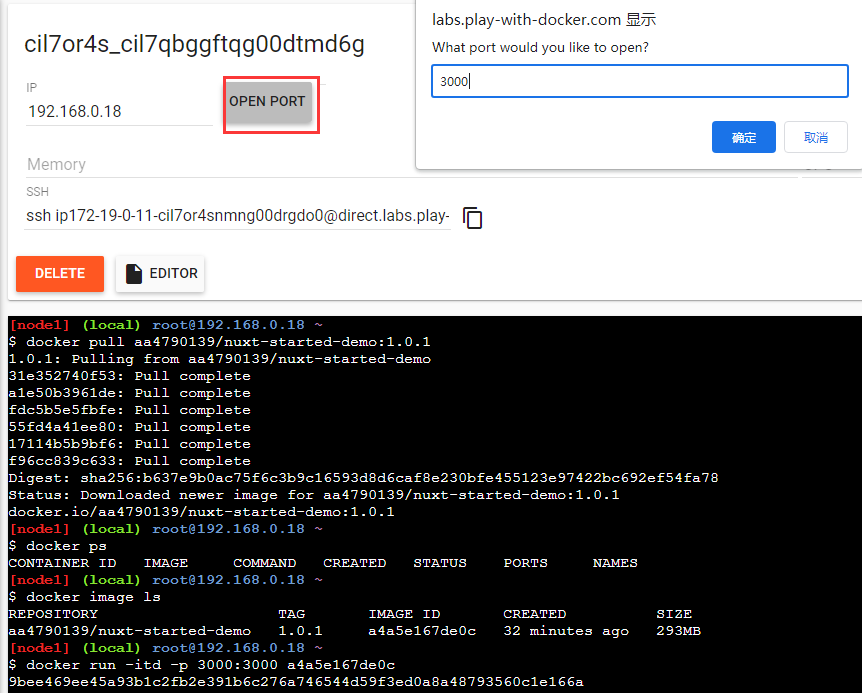 cil7or4s_cil7qbggftqg00dtmd6g
IP
192.168.0.18
OPEN PORT
labs.play-with-docker.com 显示
What port would you like to open?
3000
确定
取消
Memory
SSH
ssh ip172-19-0-11-cil7or4snmng00drgdo0@direct.labs.play-
DELETE
EDITOR
[node1] (local) root@192.168.0.18 ~
$ docker pull aa4790139/nuxt-started-demo:1.0.1
1.0.1: Pulling from aa4790139/nuxt-started-demo
31e352740f53: Pull complete
a1e50b3961de: Pull complete
fdc5b5e5fbfe: Pull complete
55fd4a41ee80: Pull complete
17114b5b9bf6: Pull complete
f96cc839c633: Pull complete
Digest: sha256:b637e9b0ac75f6c3b9c16593d8d6caf8e230bfe455123e97422bc692ef54fa78
Status: Downloaded newer image for aa4790139/nuxt-started-demo:1.0.1
docker.io/aa4790139/nuxt-started-demo:1.0.1
[node1] (local) root@192.168.0.18 ~
$ docker ps
CONTAINER ID   IMAGE     COMMAND   CREATED   STATUS    PORTS     NAMES
[node1] (local) root@192.168.0.18 ~
$ docker image ls
REPOSITORY                    TAG       IMAGE ID       CREATED          SIZE
aa4790139/nuxt-started-demo   1.0.1     a4a5e167de0c   32 minutes ago   293MB
[node1] (local) root@192.168.0.18 ~
$ docker run -itd -p 3000:3000 a4a5e167de0c
9bee469ee45a93b1c2fb2e391b6c276a746544d59f3ed0a8a48793560c1e166a